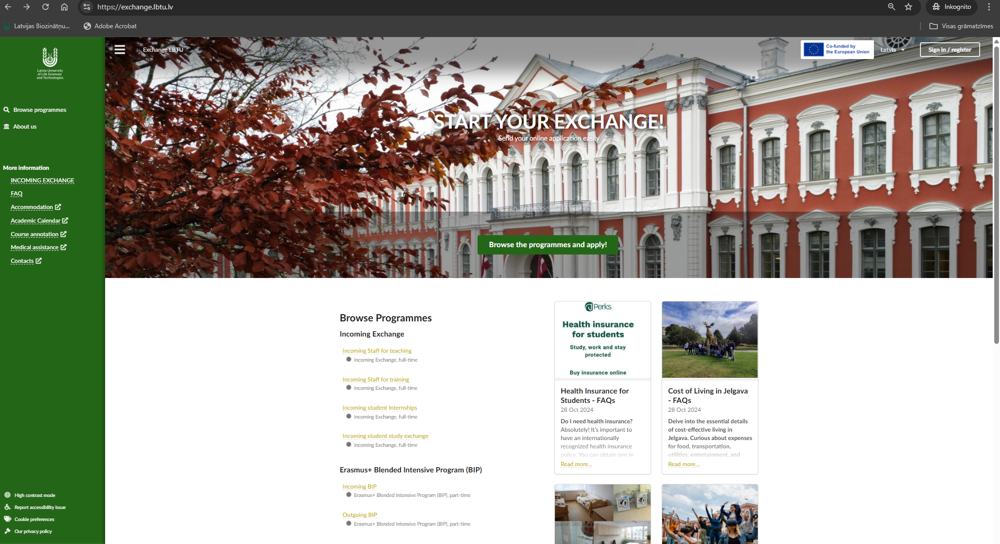 https://exchange.lbtu.lv
Inkognito
Latvijas Biozinātņu...
Adobe Acrobat
Visas grāmatzīmes
Latvia University
of Life Sciences
and Technologies
Browse programmes
About us
More information
INCOMING EXCHANGE
FAQ
Accommodation
Academic Calendar
Course annotation
Medical assistance
Contacts
High contrast mode
Report accessibility issue
Cookie preferences
Our privacy policy
Exchange LBTU
Co-funded by
the European Union
Latvia
Sign in / register
START YOUR EXCHANGE!
Send your online application easily
Browse the programmes and apply!
Browse Programmes
Incoming Exchange
Incoming Staff for teaching
Incoming Exchange, full-time
Incoming Staff for training
Incoming Exchange, full-time
Incoming student Internships
Incoming Exchange, full-time
Incoming student study exchange
Incoming Exchange, full-time
Erasmus+ Blended Intensive Program (BIP)
Incoming BIP
Erasmus+ Blended Intensive Program (BIP), part-time
Outgoing BIP
Erasmus+ Blended Intensive Program (BIP), part-time
Perks
Health insurance
for students
Study, work and stay
protected
Buy insurance online
Health Insurance for
Students - FAQs
28 Oct 2024
Do I need health insurance?
Absolutely! It's important to
have an internationally
recognized health insurance
policy. You can obtain one in
Read more...
Cost of Living in Jelgava
- FAQs
28 Oct 2024
Delve into the essential details
of cost-effective living in
Jelgava. Curious about expenses
for food, transportation,
utilities, entertainment, and
Read more...